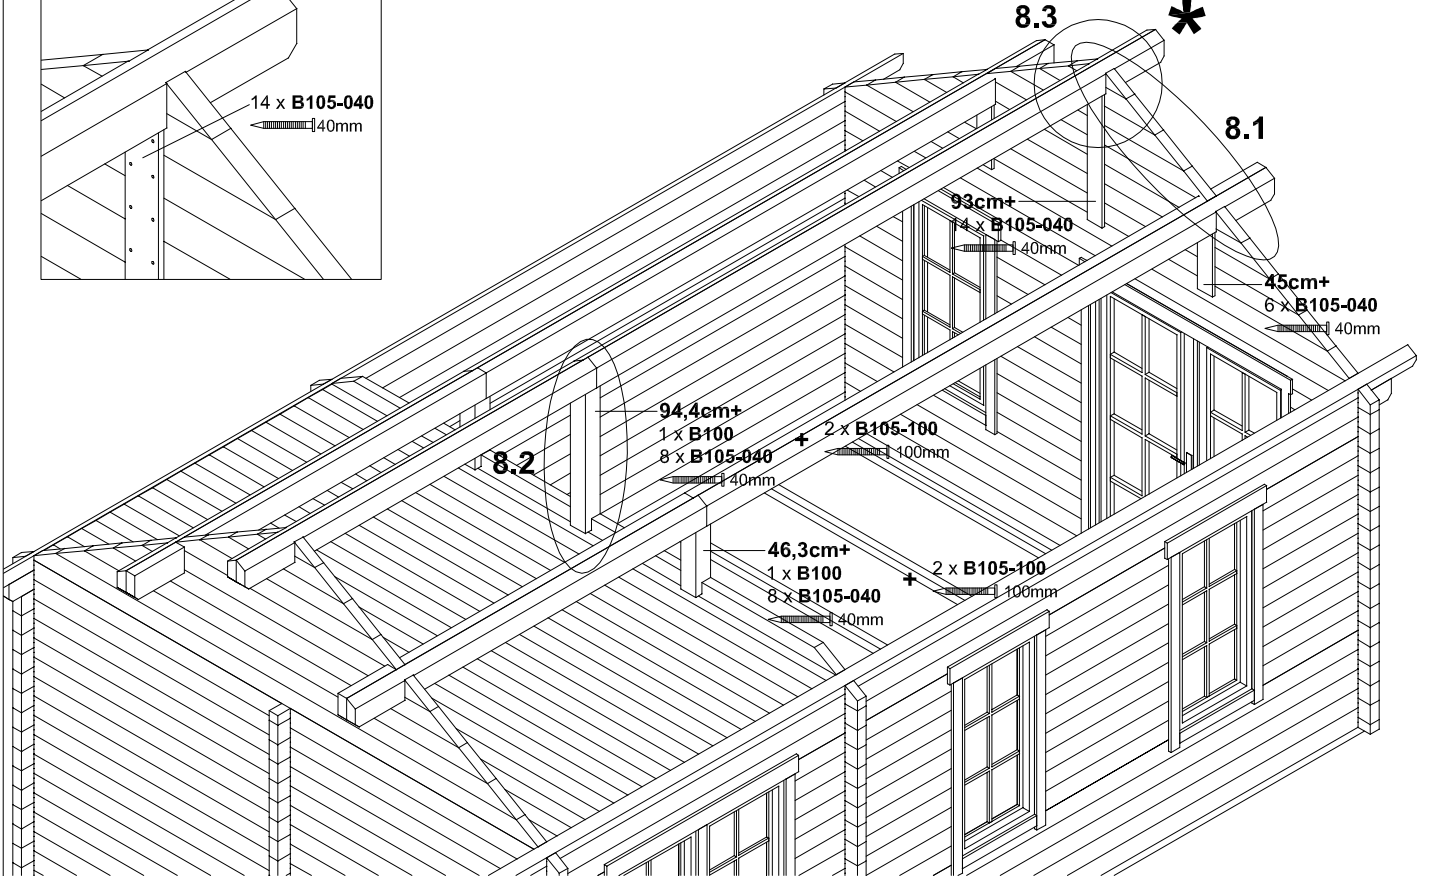 8.3
*
14 x B105-040
40mm
8.1
93cm+
14 x B105-040
40mm
45cm+
6 x B105-040
40mm
94,4cm+
1 x B100
8 x B105-040
40mm
+ 2 x B105-100
100mm
8.2
46,3cm+
1 x B100
8 x B105-040
40mm
+ 2 x B105-100
100mm